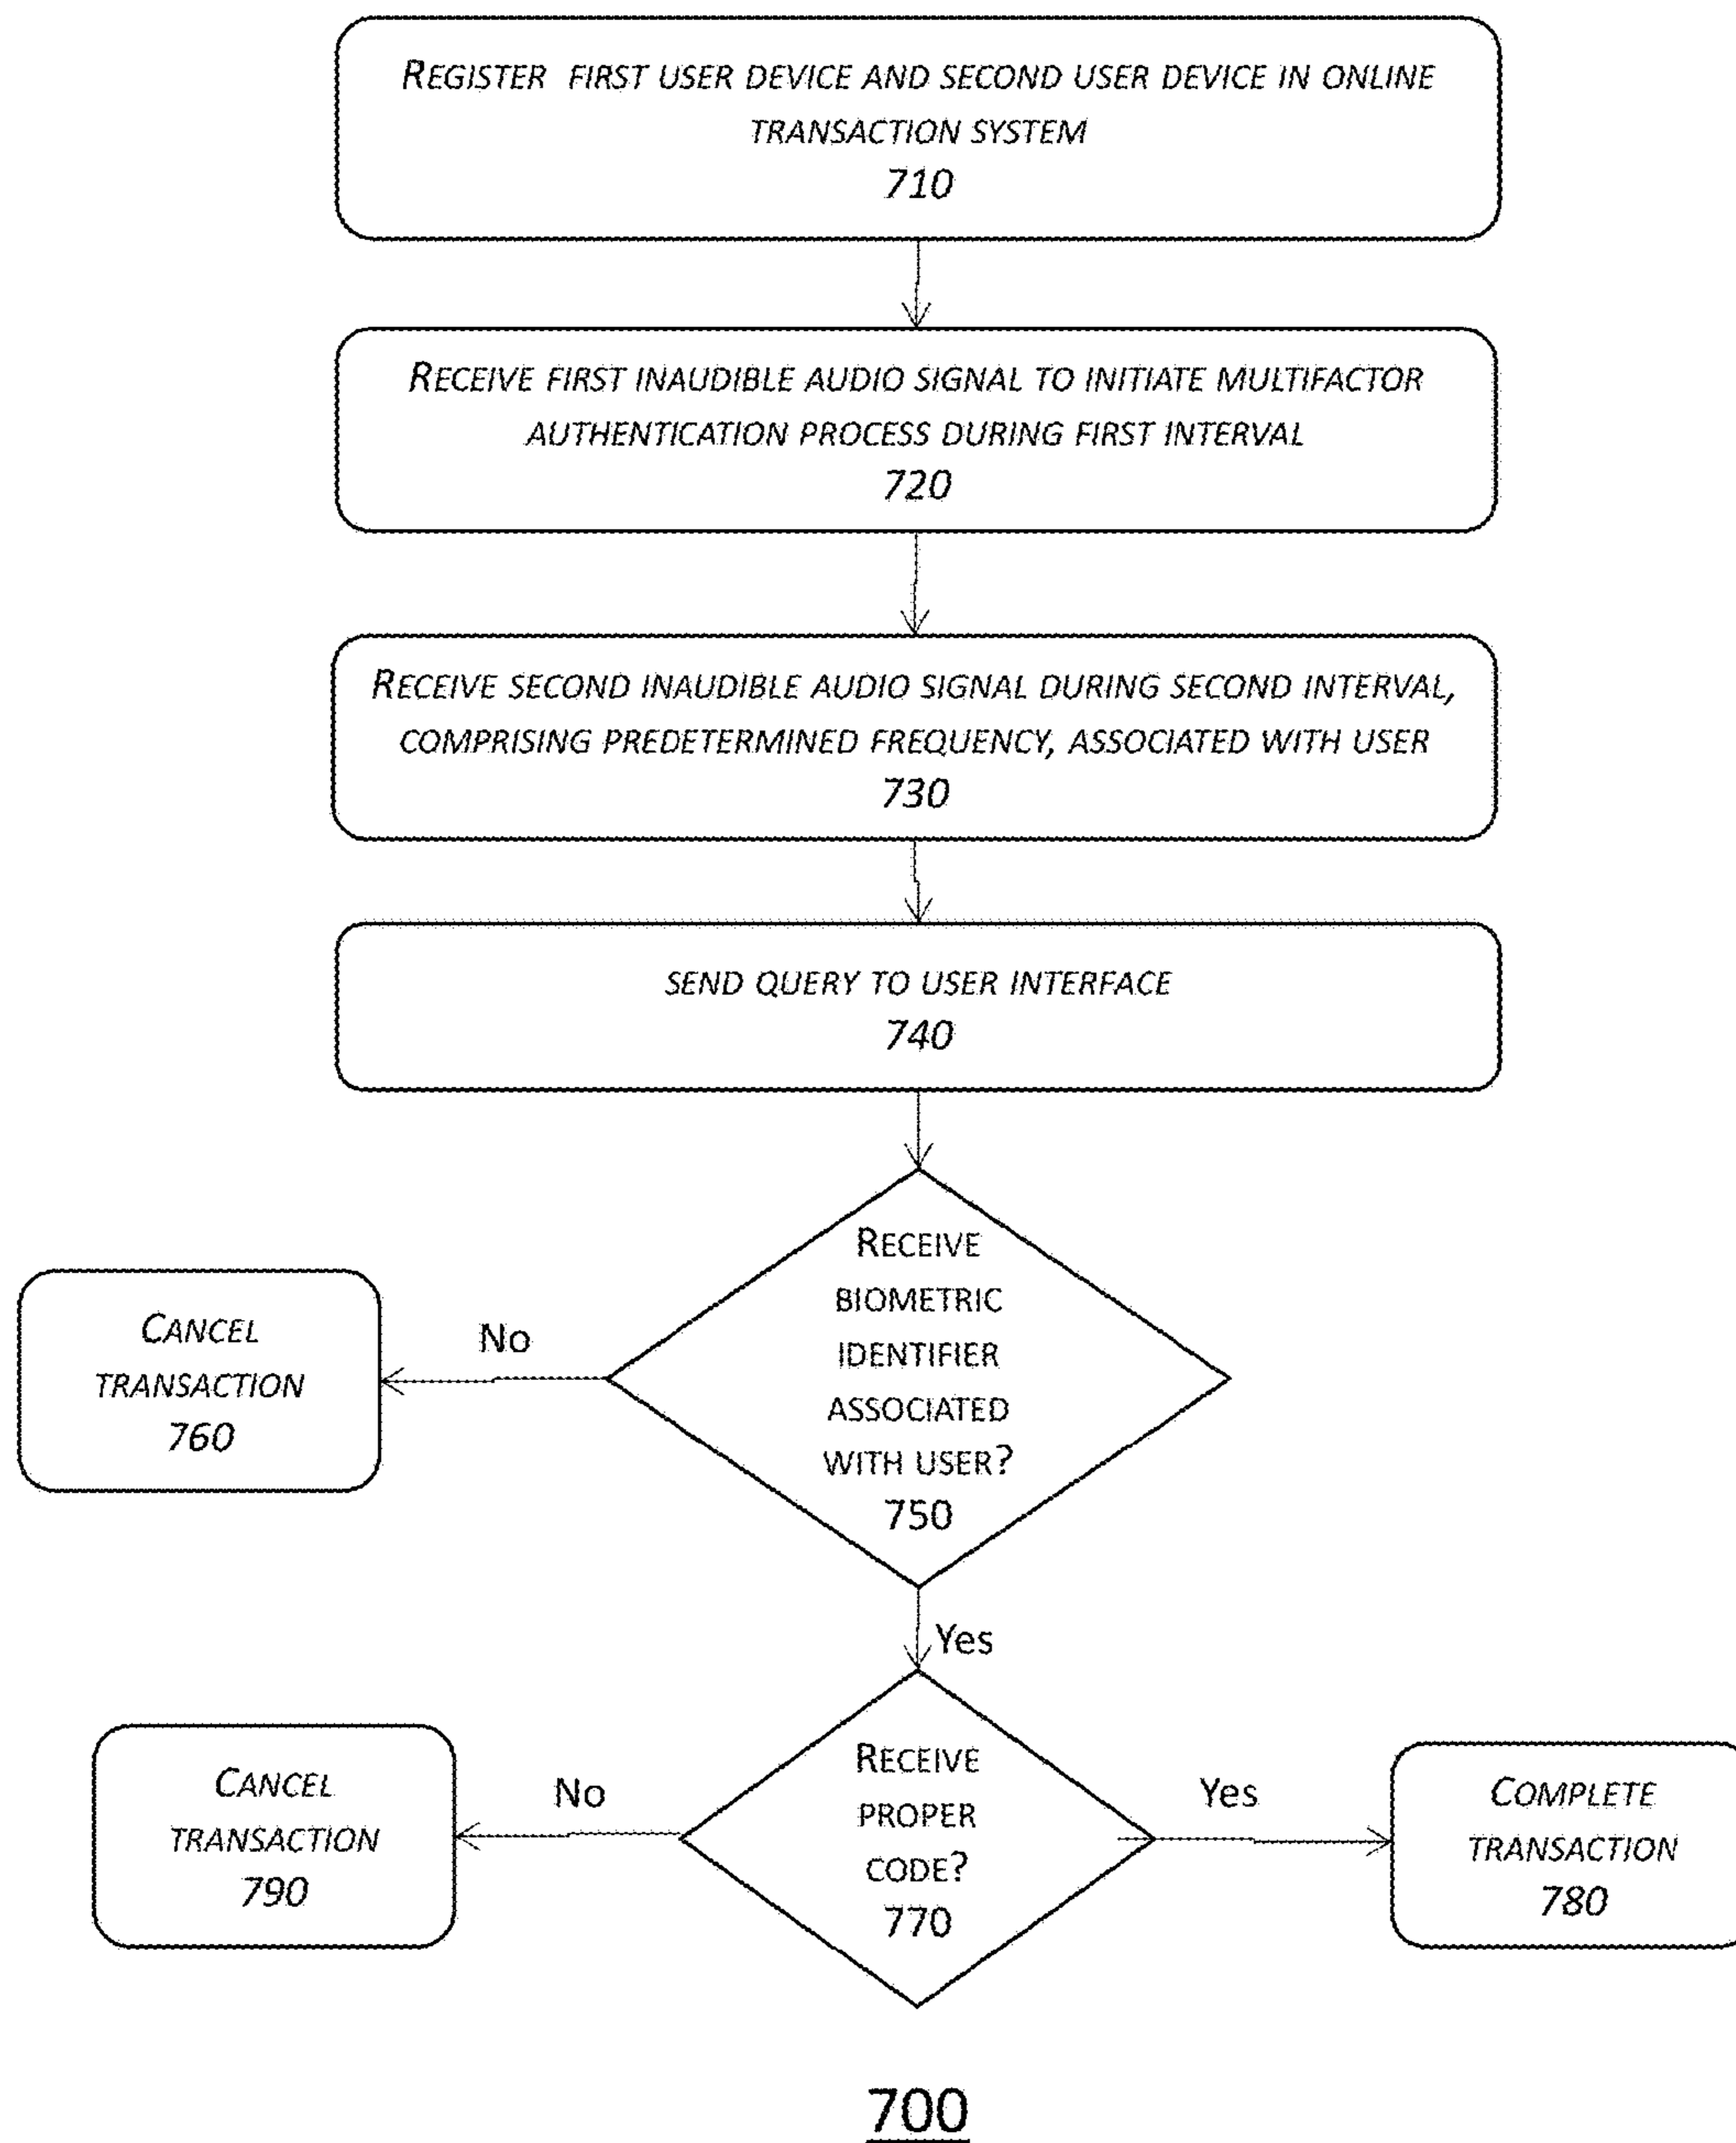 Register first user device and second user device in online
transaction system
710
Receive first inaudible audio signal to initiate multifactor
authentication process during first interval
720
Receive second inaudible audio signal during second interval,
comprising predetermined frequency, associated with user
730
send query to user interface
740
Receive
biometric
identifier
associated
with user?
750
No
Cancel
transaction
760
Yes
Receive
proper
code?
770
No
Cancel
transaction
790
Yes
Complete
transaction
780
700